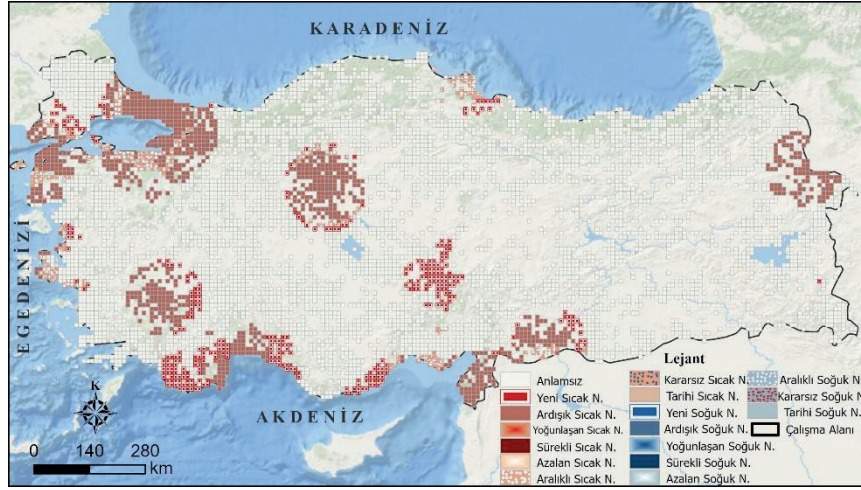 KARADENİZ
EGEDENİZİ
AKDENİZ
K
0 140 280
km
Lejant
Anlamsız
Yeni Sıcak N.
Ardışık Sıcak N.
Yoğunlaşan Sıcak N.
Sürekli Sıcak N.
Azalan Sıcak N.
Aralıklı Sıcak N.
Kararsız Sıcak N.
Tarihi Sıcak N.
Yeni Soğuk N.
Ardışık Soğuk N.
Yoğunlaşan Soğuk N.
Sürekli Soğuk N.
Azalan Soğuk N.
Aralıklı Soğuk N.
Kararsız Soğuk N.
Tarihi Soğuk N.
Çalışma Alanı